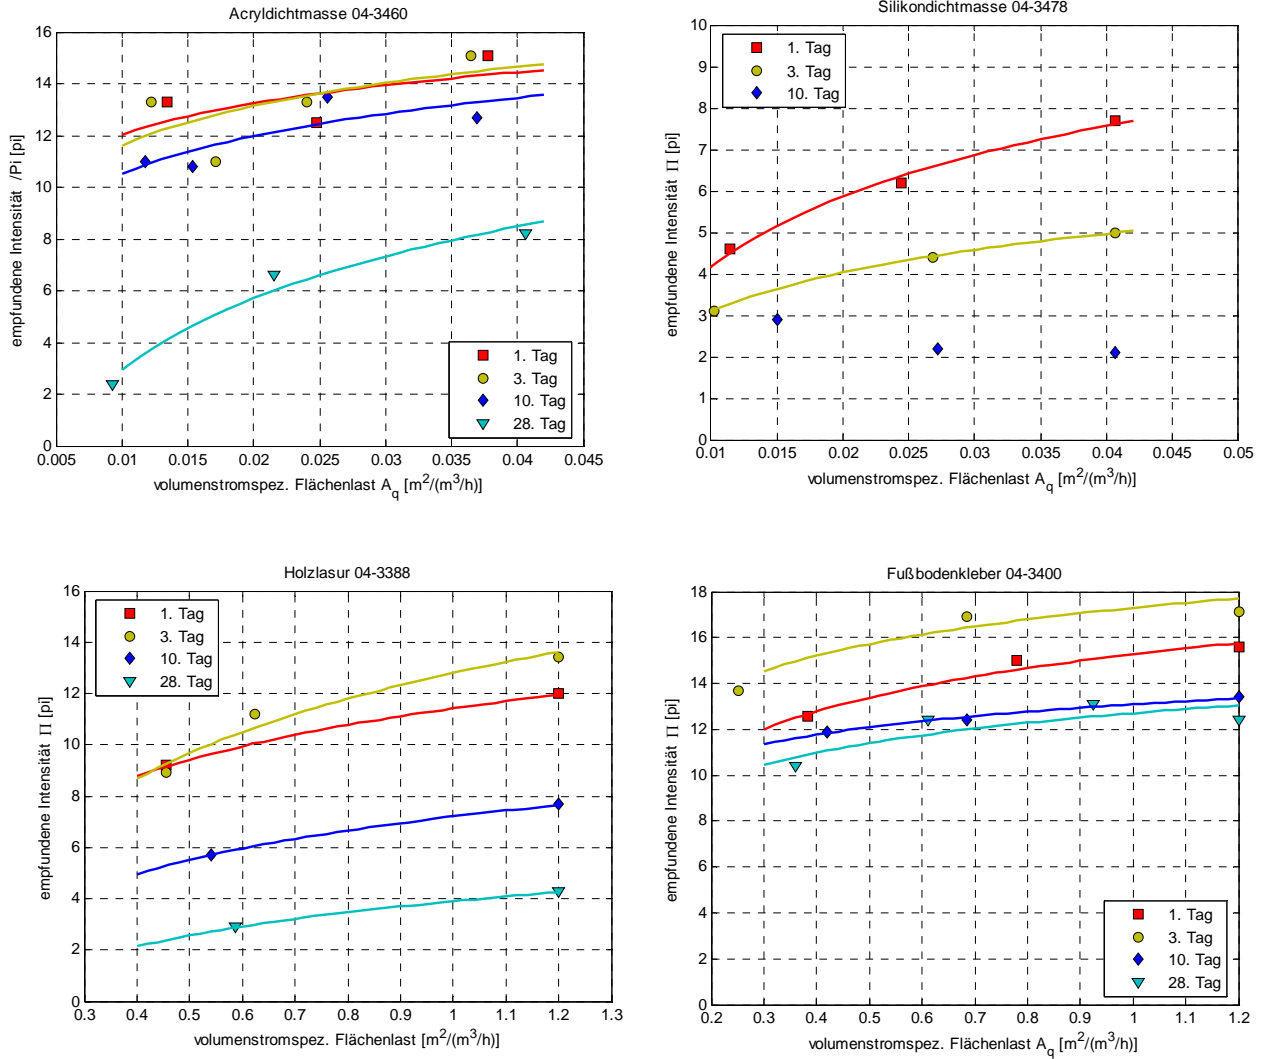 Acryldichtmasse 04-3460
16
14
12
10
8
6
4
2
0
0.005 0.01 0.015 0.02 0.025 0.03 0.035 0.04 0.045
empfundene Intensität /Pi [pi]
volumenstromspez. Flächenlast A_q [m²/(m³/h)]
1. Tag
3. Tag
10. Tag
28. Tag
Silikondichtmasse 04-3478
10
9
8
7
6
5
4
3
2
1
0
0.01 0.015 0.02 0.025 0.03 0.035 0.04 0.045 0.05
empfundene Intensität Π [pi]
volumenstromspez. Flächenlast A_q [m²/(m³/h)]
1. Tag
3. Tag
10. Tag
Holzlasur 04-3388
16
14
12
10
8
6
4
2
0
0.3 0.4 0.5 0.6 0.7 0.8 0.9 1 1.1 1.2 1.3
empfundene Intensität Π [pi]
volumenstromspez. Flächenlast [m²/(m³/h)]
1. Tag
3. Tag
10. Tag
28. Tag
Fußbodenkleber 04-3400
18
16
14
12
10
8
6
4
2
0
0.2 0.3 0.4 0.5 0.6 0.7 0.8 0.9 1 1.1 1.2
empfundene Intensität Π [pi]
volumenstromspez. Flächenlast A_q [m²/(m³/h)]
1. Tag
3. Tag
10. Tag
28. Tag